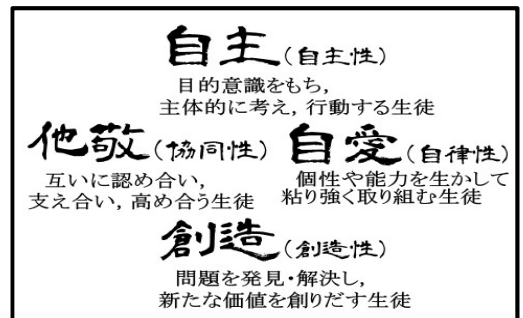 自主(自主性)
目的意識をもち,
主体的に考え,行動する生徒
他敬(協同性)
互いに認め合い,
支え合い,高め合う生徒
自愛(自律性)
個性や能力を生かして
粘り強く取り組む生徒
創造(創造性)
問題を発見・解決し,
新たな価値を創りだす生徒